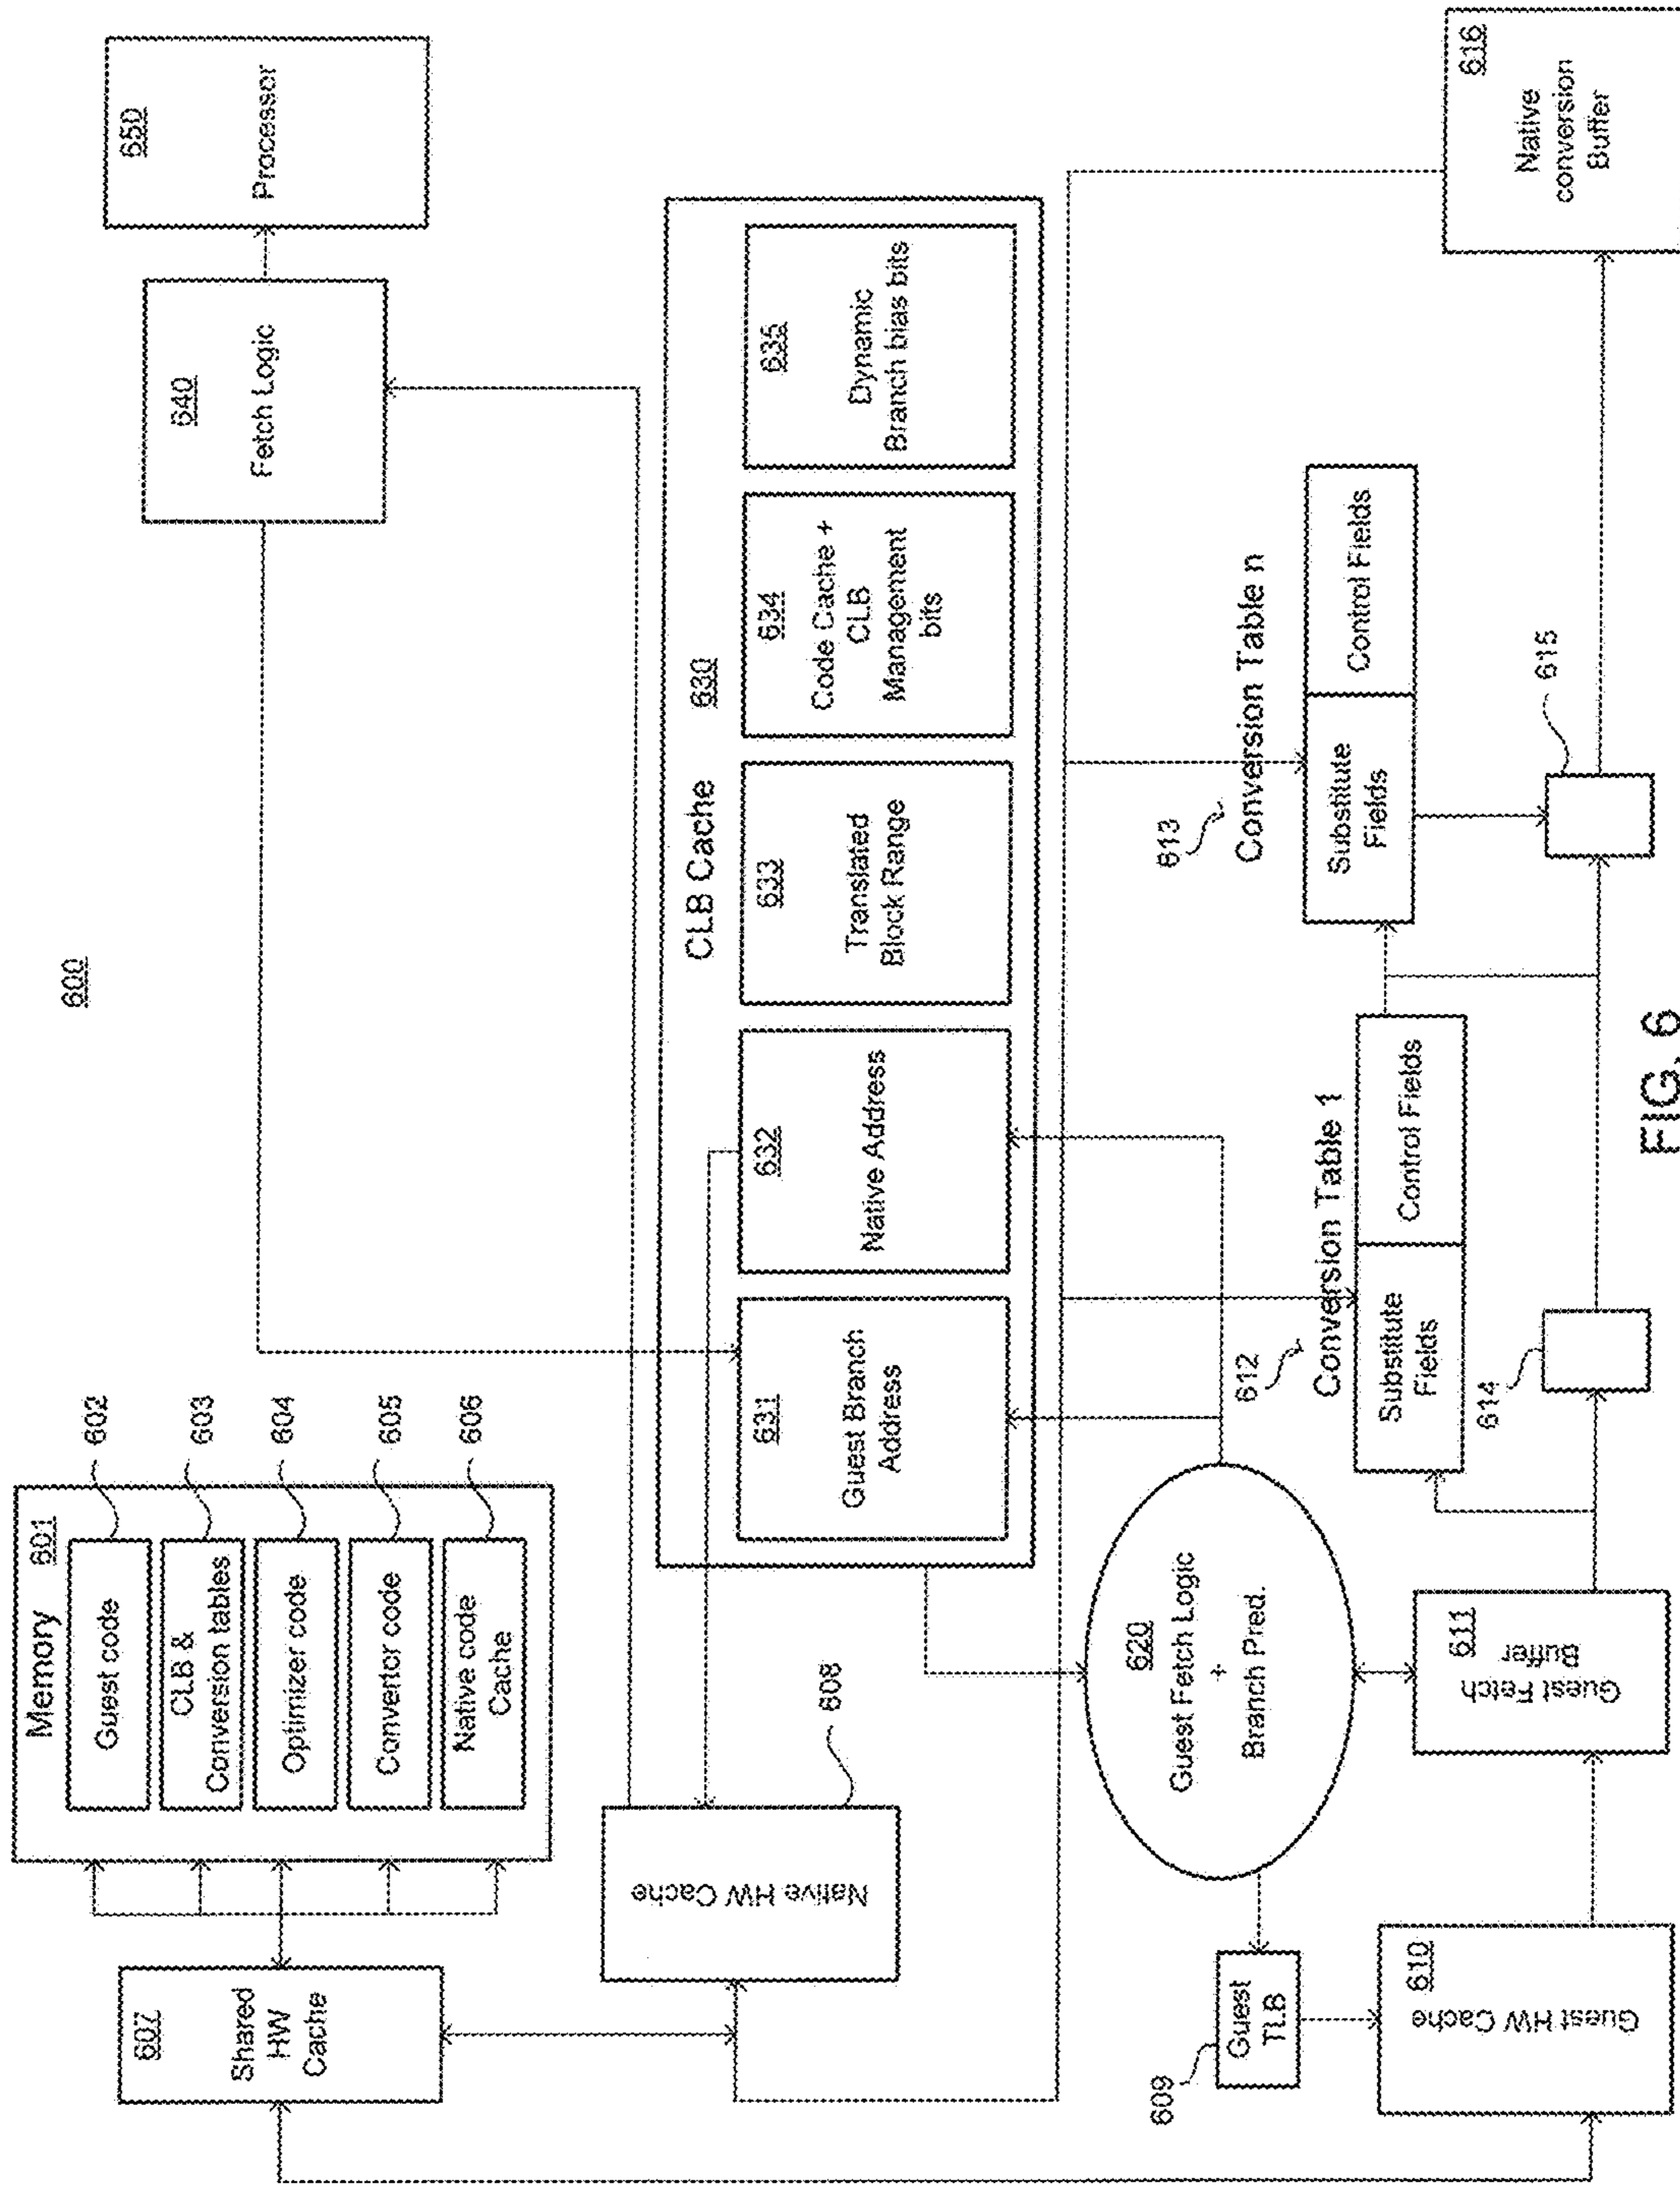 600
Memory
601
Guest code
602
CLB &
Conversion tables
603
Optimizer code
604
Convertor code
605
Native code
Cache
606
607
Shared
HW
Cache
Native HW Cache
608
640
Fetch Logic
650
Processor
CLB Cache
630
631
Guest Branch
Address
632
Native Address
633
Translated
Block Range
634
Code Cache +
CLB
Management
bits
635
Dynamic
Branch bias bits
620
Guest Fetch Logic
+
Branch Pred.
609
Guest
TLB
610
Guest HW Cache
611
Guest Fetch
Buffer
612
Conversion Table 1
Substitute
Fields
Control Fields
614
613
Conversion Table n
Substitute
Fields
Control Fields
615
616
Native
conversion
Buffer
FIG. 6